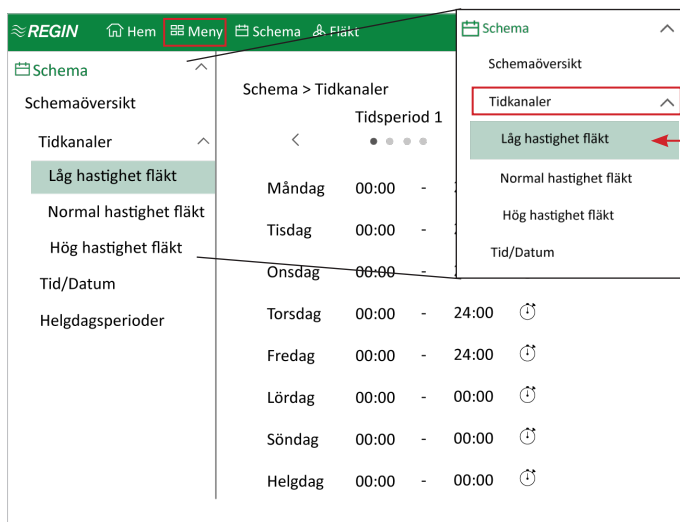 REGIN Hem Meny Schema Fläkt
Schema
Schemaöversikt
Tidkanaler
Låg hastighet fläkt
Normal hastighet fläkt
Hög hastighet fläkt
Tid/Datum
Helgdagsperioder
Schema > Tidkanaler
Tidsperiod 1
Måndag 00:00 -
Tisdag 00:00 -
Onsdag 00:00 -
Torsdag 00:00 - 24:00
Fredag 00:00 - 24:00
Lördag 00:00 - 00:00
Söndag 00:00 - 00:00
Helgdag 00:00 - 00:00
Schema
Schemaöversikt
Tidkanaler
Låg hastighet fläkt
Normal hastighet fläkt
Hög hastighet fläkt
Tid/Datum